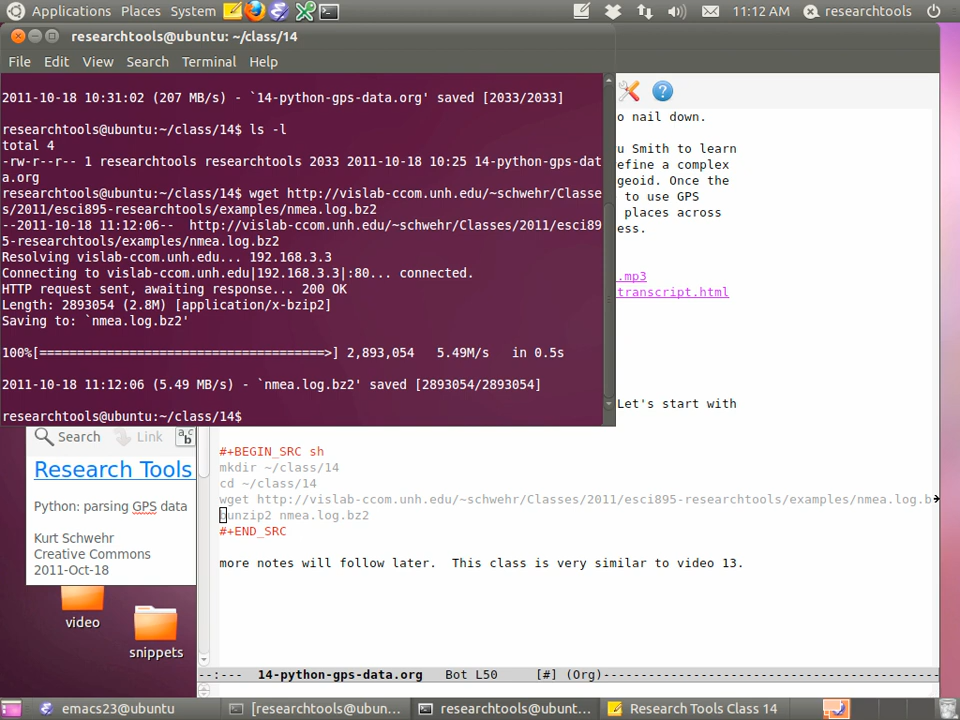 Applications Places System
11:12 AM researchtools
researchtools@ubuntu: ~/class/14
File Edit View Search Terminal Help
2011-10-18 10:31:02 (207 MB/s) - `14-python-gps-data.org' saved [2033/2033]
researchtools@ubuntu:~/class/14$ ls -l
total 4
-rw-r--r-- 1 researchtools researchtools 2033 2011-10-18 10:25 14-python-gps-dat
a.org
researchtools@ubuntu:~/class/14$ wget http://vislab-ccom.unh.edu/~schwehr/Classe
s/2011/esci895-researchtools/examples/nmea.log.bz2
--2011-10-18 11:12:06-- http://vislab-ccom.unh.edu/~schwehr/Classes/2011/esci89
5-researchtools/examples/nmea.log.bz2
Resolving vislab-ccom.unh.edu... 192.168.3.3
Connecting to vislab-ccom.unh.edu|192.168.3.3|:80... connected.
HTTP request sent, awaiting response... 200 OK
Length: 2893054 (2.8M) [application/x-bzip2]
Saving to: `nmea.log.bz2'
100%[======================================>] 2,893,054 5.49M/s in 0.5s
2011-10-18 11:12:06 (5.49 MB/s) - `nmea.log.bz2' saved [2893054/2893054]
researchtools@ubuntu:~/class/14$
o nail down.
u Smith to learn
efine a complex
geoid. Once the
to use GPS
places across
ess.
.mp3
transcript.html
Let's start with
#+BEGIN_SRC sh
mkdir ~/class/14
cd ~/class/14
wget http://vislab-ccom.unh.edu/~schwehr/Classes/2011/esci895-researchtools/examples/nmea.log.b
bunzip2 nmea.log.bz2
#+END_SRC
more notes will follow later. This class is very similar to video 13.
--:--- 14-python-gps-data.org Bot L50 [#] (Org)
Search Link
Research Tools
Python: parsing GPS data
Kurt Schwehr
Creative Commons
2011-Oct-18
video
snippets
emacs23@ubuntu
[researchtools@ubun...
researchtools@ubunt...
Research Tools Class 14